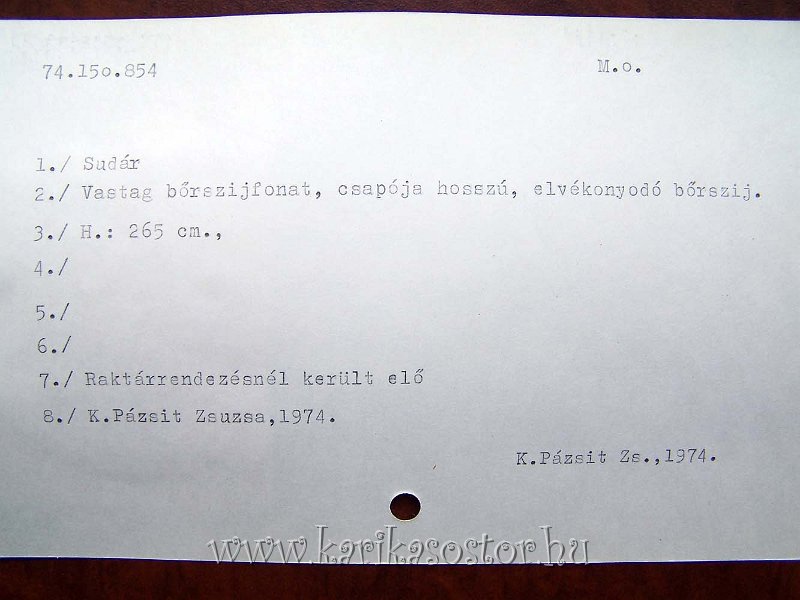 74.15o.854 M.o.
1./ Sudár
2./ Vastag bőrszijfonat, csapója hosszú, elvékonyodó bőrszij.
3./ H.: 265 cm.,
4./
5./
6./
7./ Raktárrendezésnél került elő
8./ K.Pázsit Zsuzsa,1974.
K.Pázsit Zs.,1974.
www.karikasostor.hu